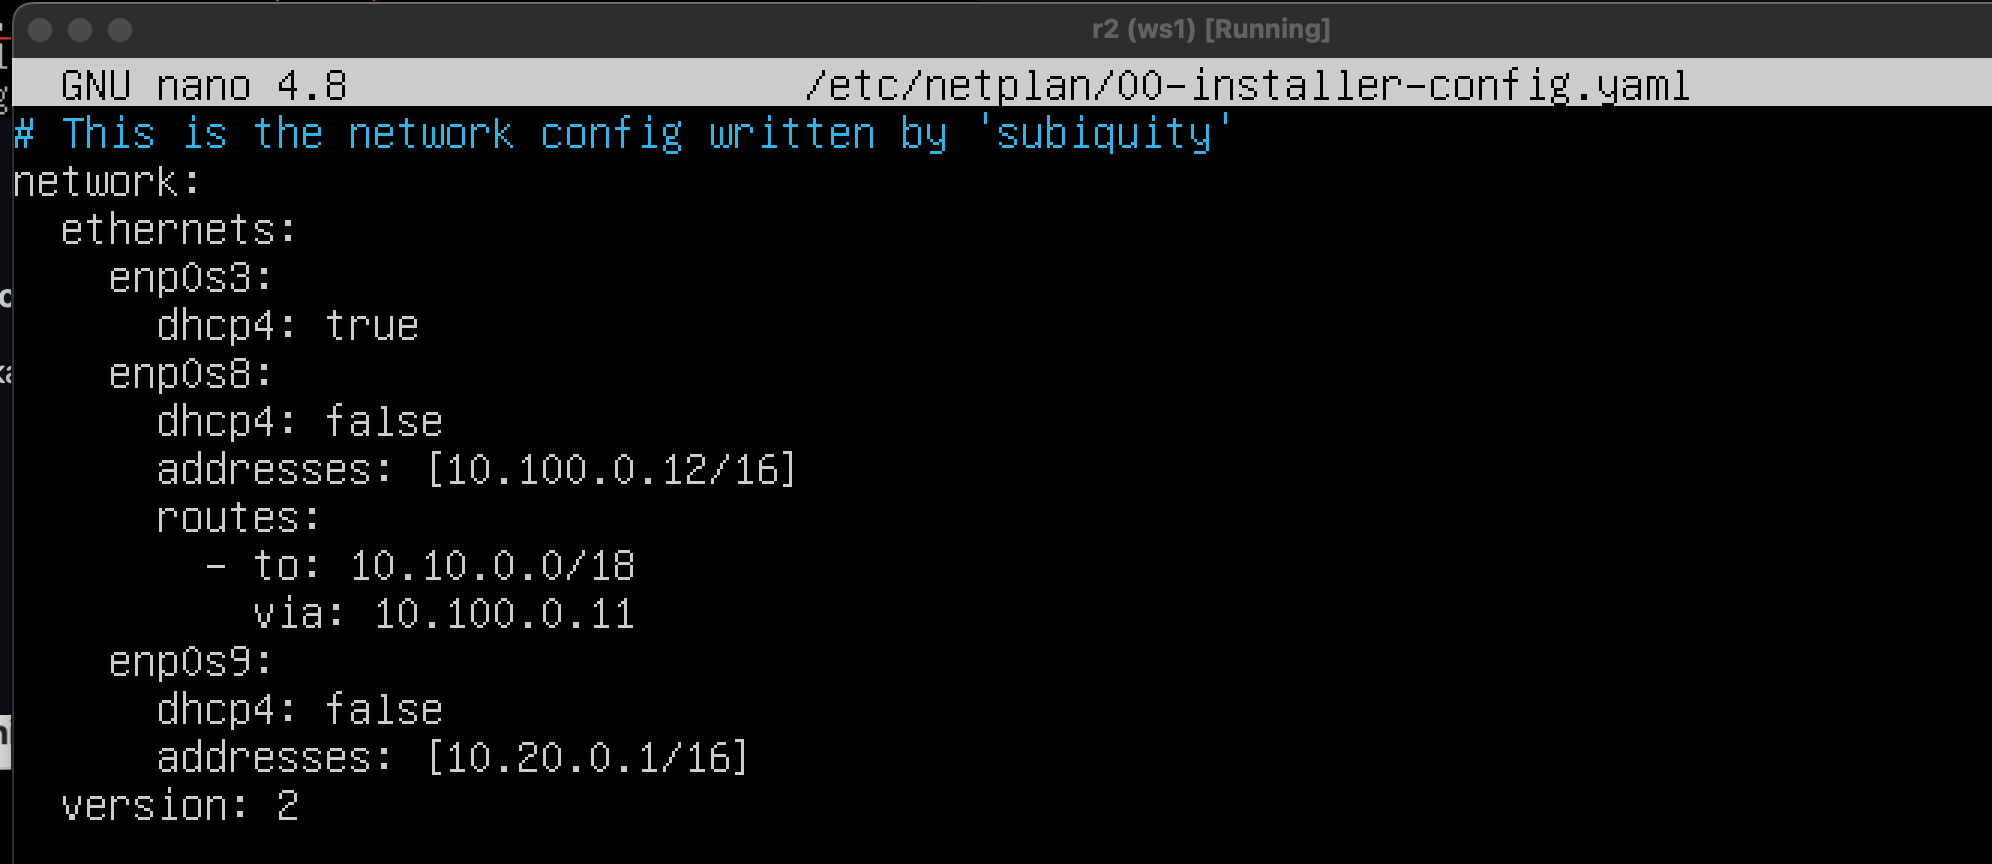 r2 (ws1) [Running]
GNU nano 4.8 /etc/netplan/00-installer-config.yaml
# This is the network config written by 'subiquity'
network:
  ethernets:
    enp0s3:
      dhcp4: true
    enp0s8:
      dhcp4: false
      addresses: [10.100.0.12/16]
      routes:
        - to: 10.10.0.0/18
          via: 10.100.0.11
    enp0s9:
      dhcp4: false
      addresses: [10.20.0.1/16]
  version: 2